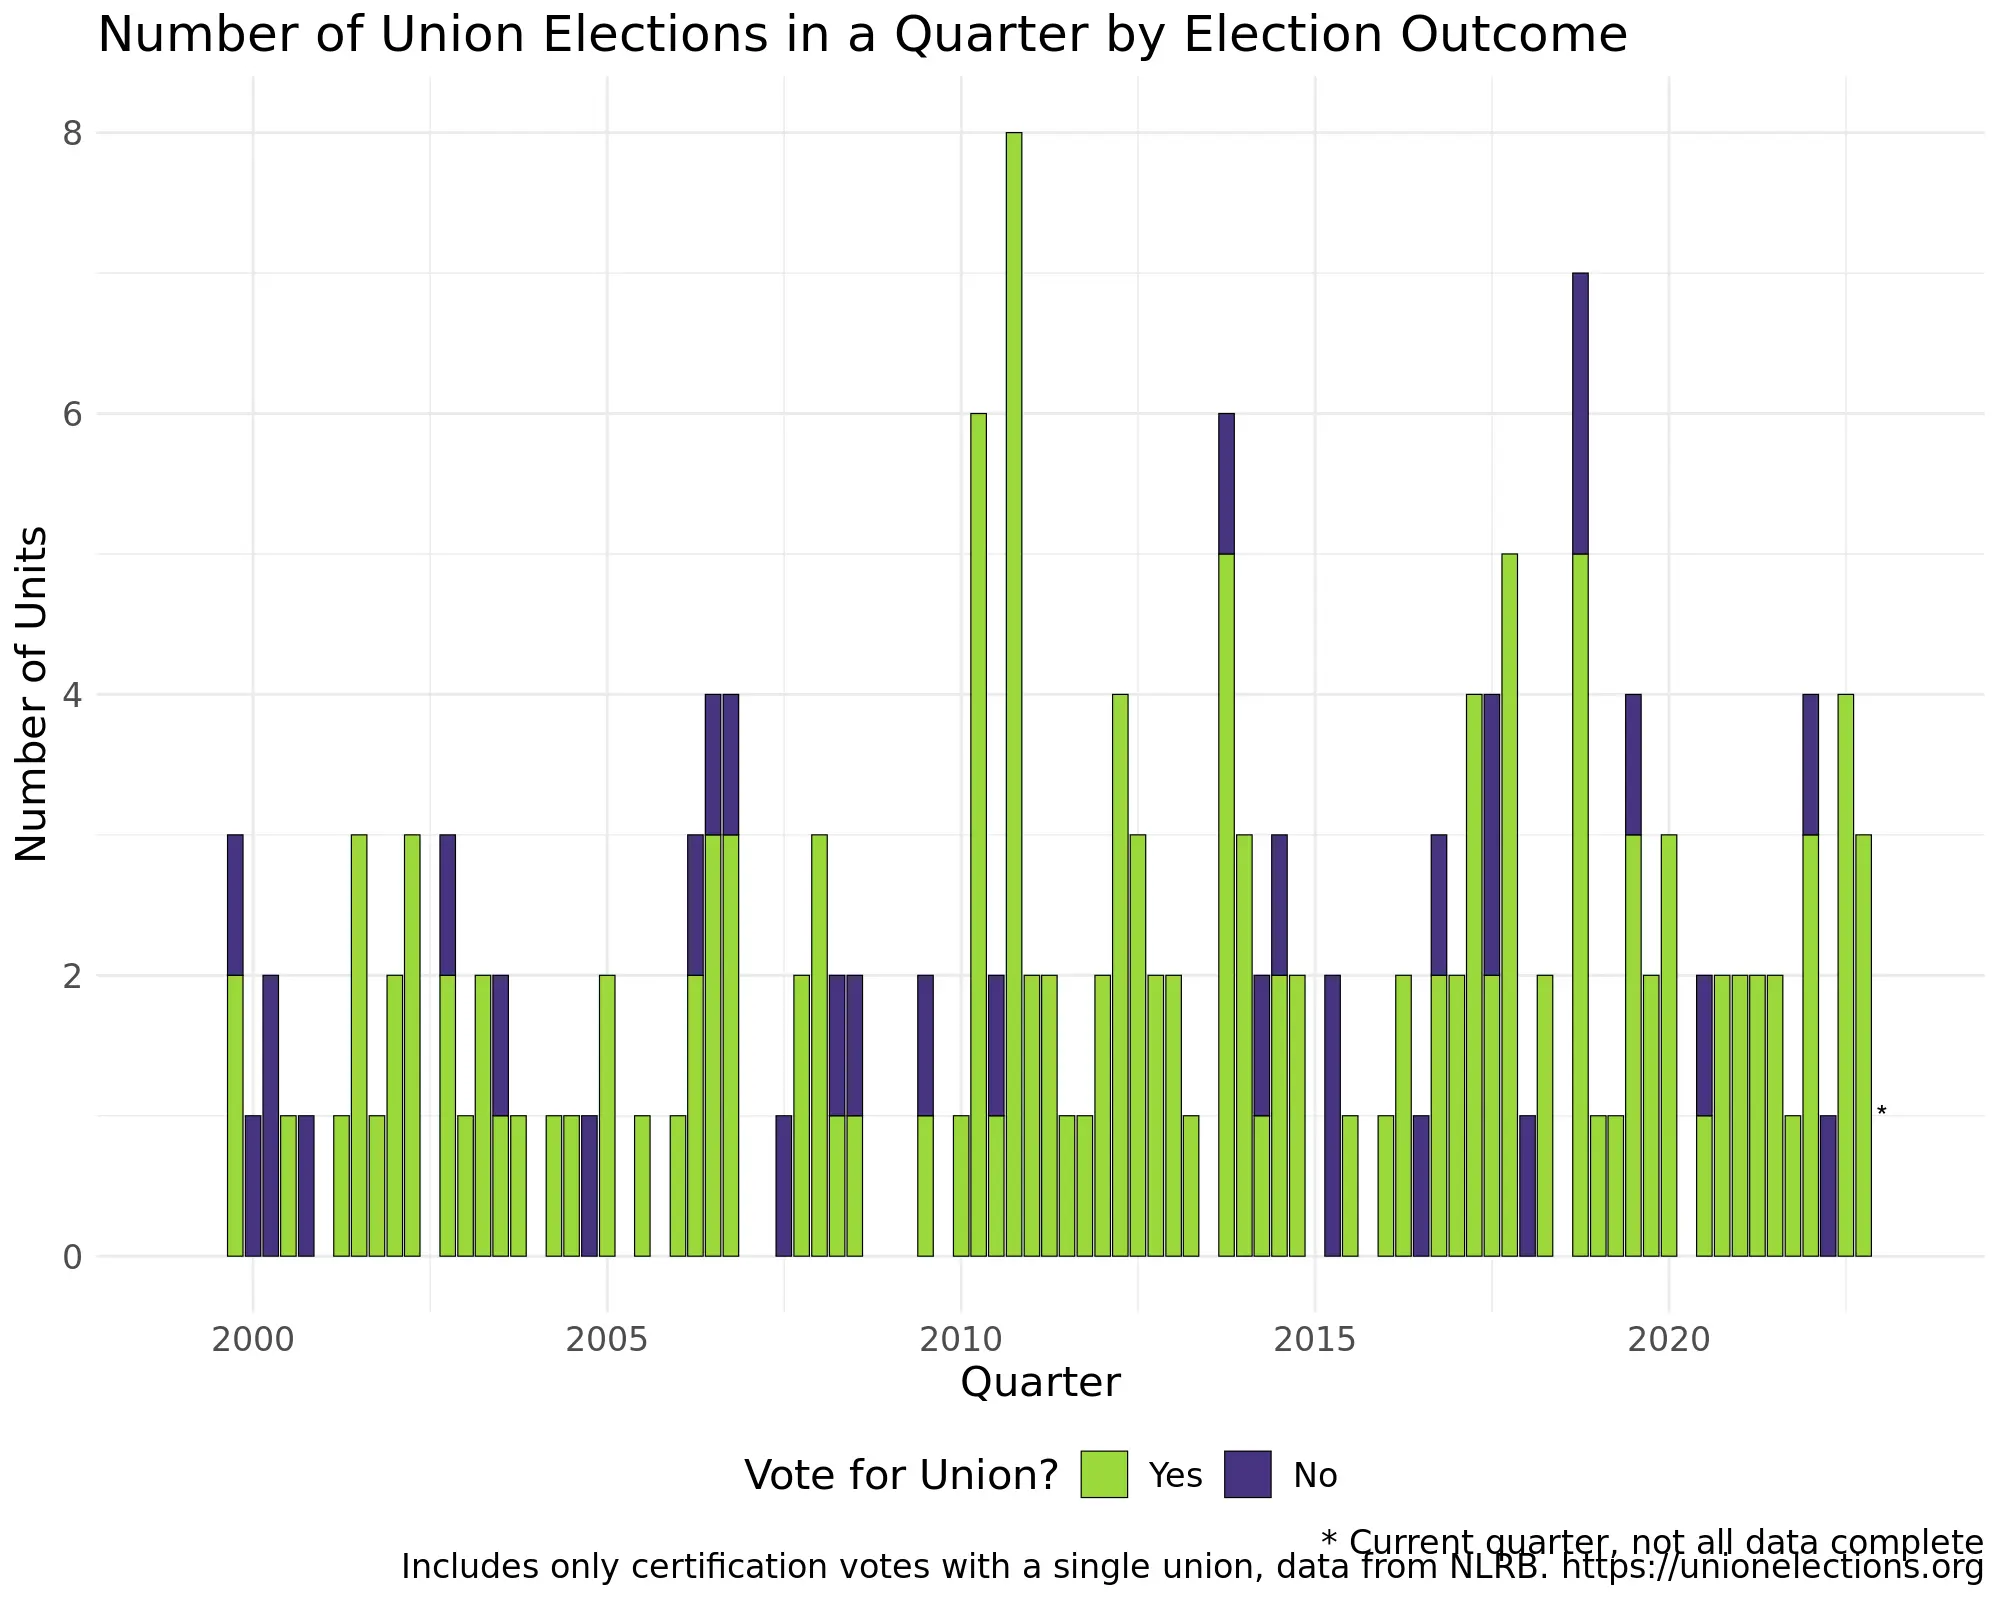 Number of Union Elections in a Quarter by Election Outcome
8
6
4
2
0
Number of Units
*
2000 2005 2010 2015 2020
Quarter
Vote for Union? Yes No
* Current quarter, not all data complete
Includes only certification votes with a single union, data from NLRB. https://unionelections.org